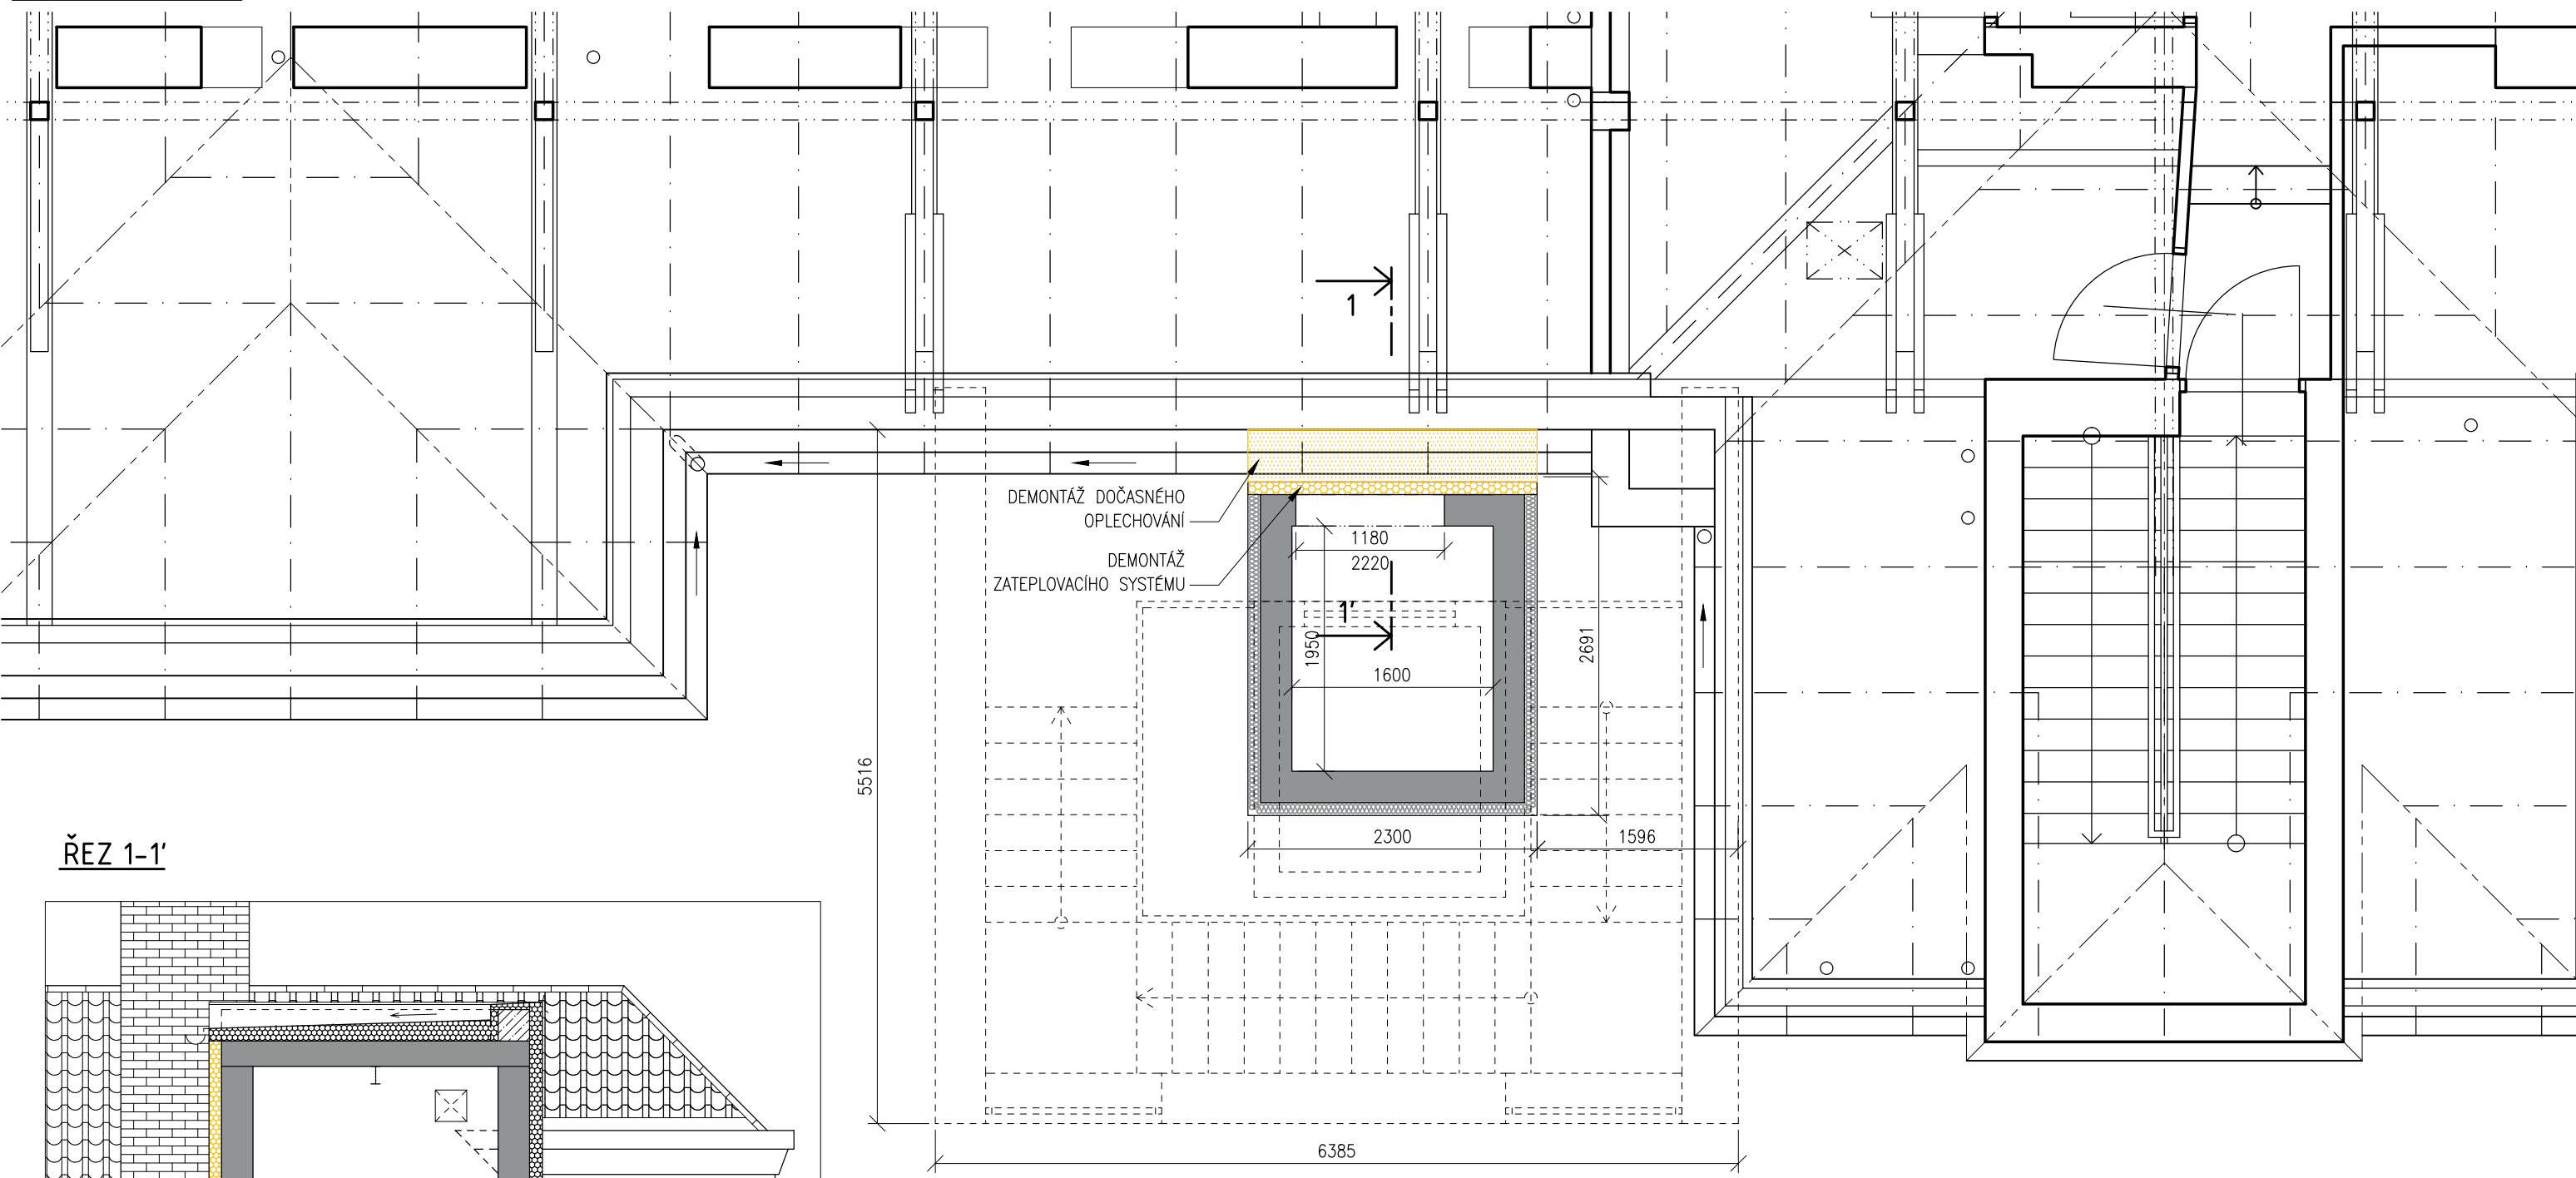 1
DEMONTÁŽ DOČASNÉHO
OPLECHOVÁNÍ
DEMONTÁŽ
ZATEPLOVACÍHO SYSTÉMU
1180
2220
1'
1950
1600
2691
5516
2300
1596
6385
ŘEZ 1-1'